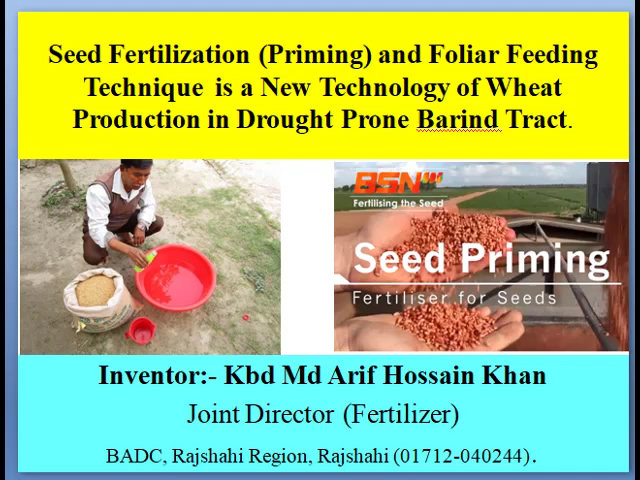 Seed Fertilization (Priming) and Foliar Feeding
Technique is a New Technology of Wheat
Production in Drought Prone Barind Tract.
BSN
Fertilising the Seed
Seed Priming
Fertiliser for Seeds
Inventor:- Kbd Md Arif Hossain Khan
Joint Director (Fertilizer)
BADC, Rajshahi Region, Rajshahi (01712-040244).